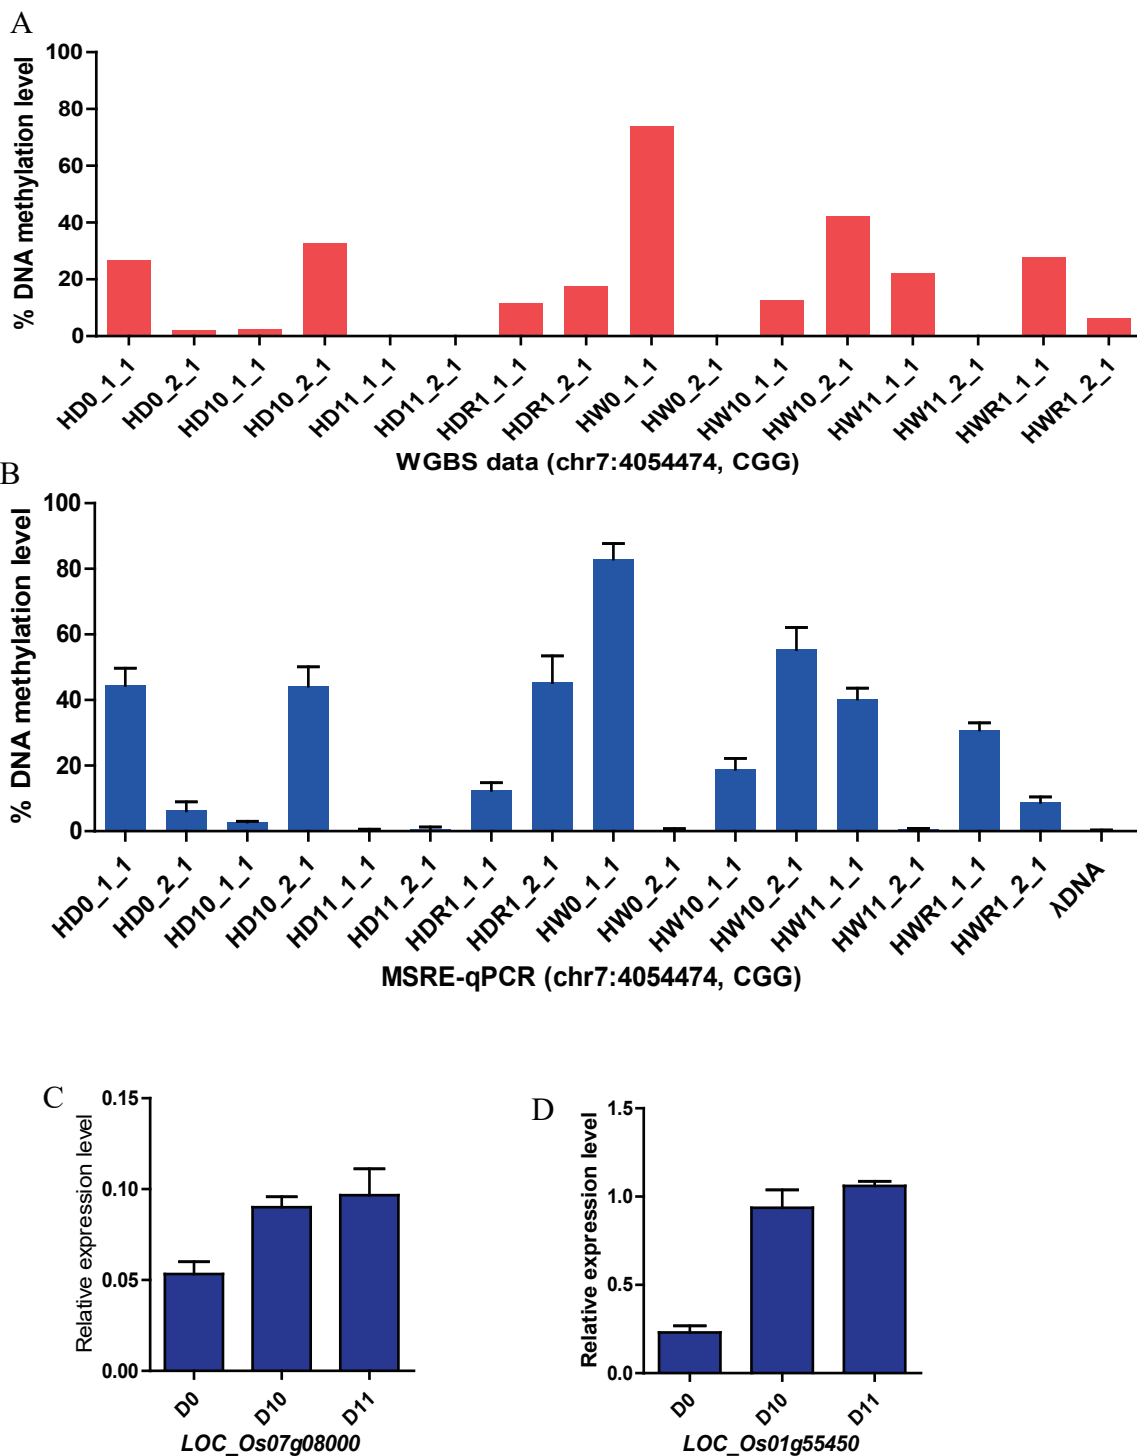 A
% DNA methylation level
100
80
60
40
20
0
HD0_1_1
HD0_2_1
HD10_1_1
HD10_2_1
HD11_1_1
HD11_2_1
HDR1_1_1
HDR1_2_1
HW0_1_1
HW0_2_1
HW10_1_1
HW10_2_1
HW11_1_1
HW11_2_1
HWR1_1_1
HWR1_2_1
WGBS data (chr7:4054474, CGG)
B
% DNA methylation level
100
80
60
40
20
0
HD0_1_1
HD0_2_1
HD10_1_1
HD10_2_1
HD11_1_1
HD11_2_1
HDR1_1_1
HDR1_2_1
HW0_1_1
HW0_2_1
HW10_1_1
HW10_2_1
HW11_1_1
HW11_2_1
HWR1_1_1
HWR1_2_1
λDNA
MSRE-qPCR (chr7:4054474, CGG)
C
Relative expression level
0.15
0.10
0.05
0.00
D0
D10
D11
LOC_Os07g08000
D
Relative expression level
1.5
1.0
0.5
0.0
D0
D10
D11
LOC_Os01g55450